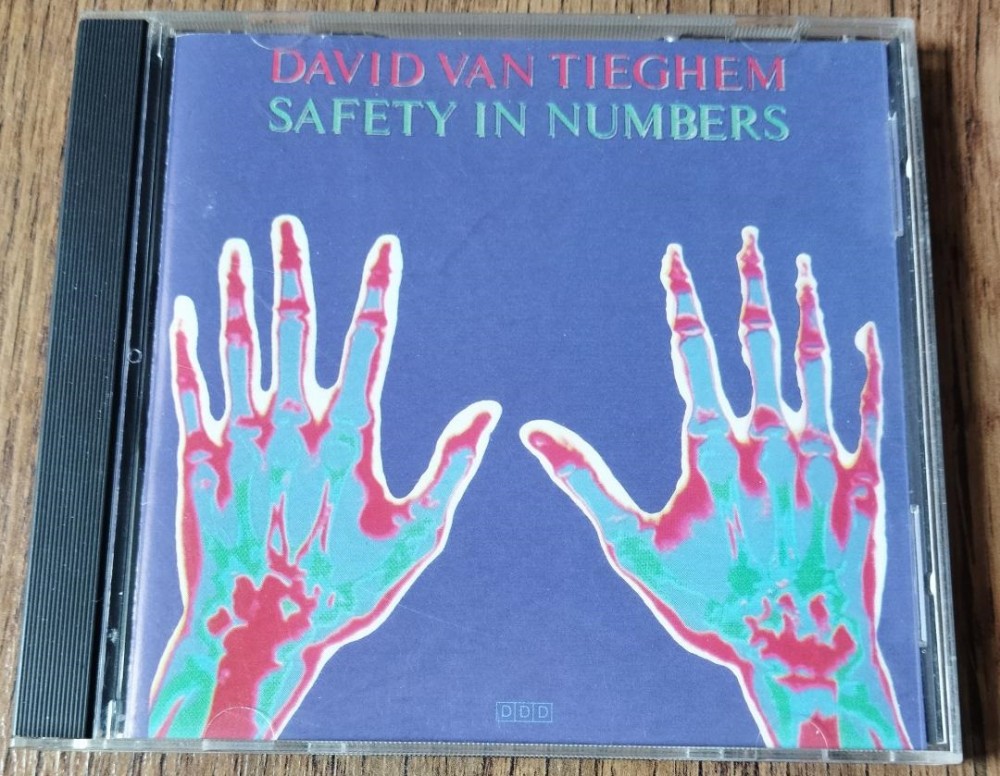 DAVID VAN TIEGHEM
SAFETY IN NUMBERS
DDD